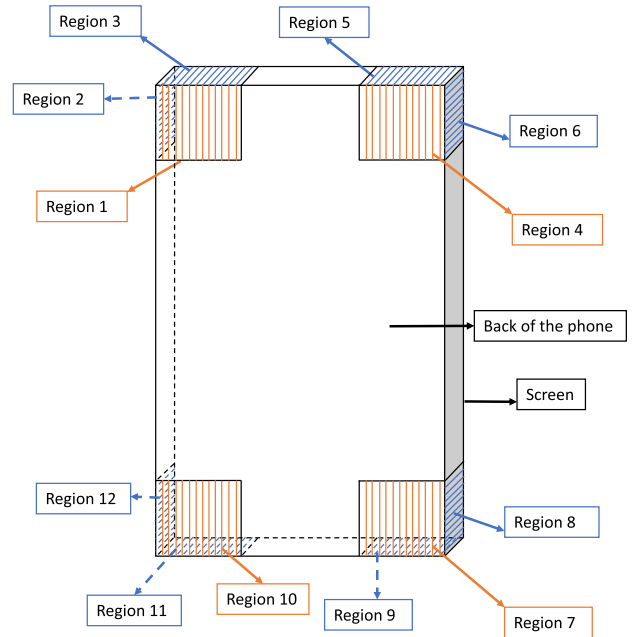 Region 3
Region 5
Region 2
Region 6
Region 1
Region 4
Back of the phone
Screen
Region 12
Region 8
Region 11
Region 10
Region 9
Region 7